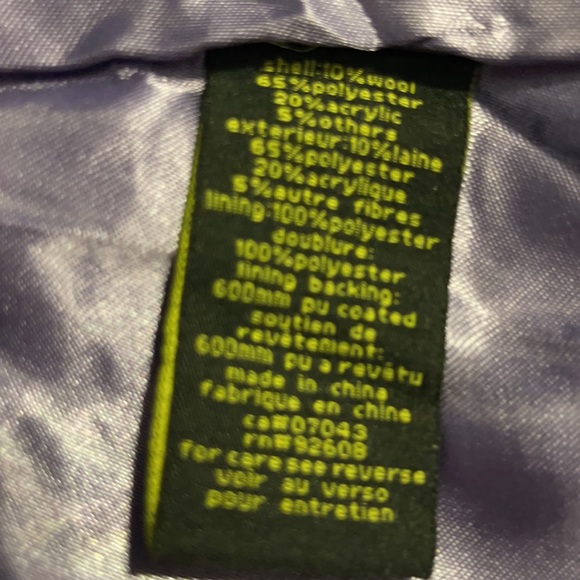 shell:10%wool
65%polyester
20%acrylic
5%others
exterieur:10%laine
65%polyester
20%acrylique
5%autre fibres
lining:100%polyester
doublure:
100%polyester
lining backing:
600mm pu coated
soutien de
revetement:
600mm pu a revatu
made in china
fabrique en chine
ca#07043
rn#92608
for care see reverse
voir au verso
pour entretien